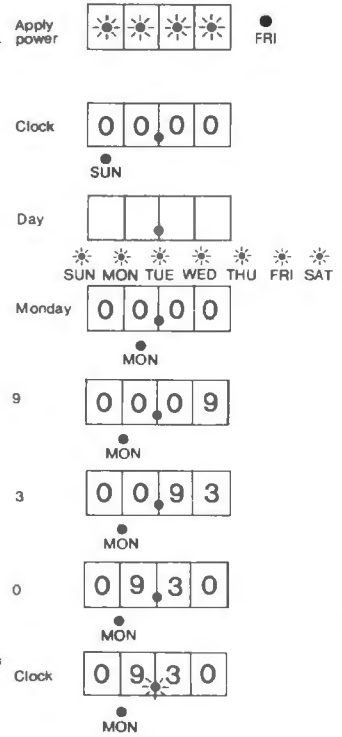 Apply
power
FRI
Clock 0 0 0 0
SUN
Day
SUN MON TUE WED THU FRI SAT
Monday 0 0 0 0
MON
9 0 0 0 9
MON
3 0 0 9 3
MON
0 0 9 3 0
MON
Clock 0 9 3 0
MON